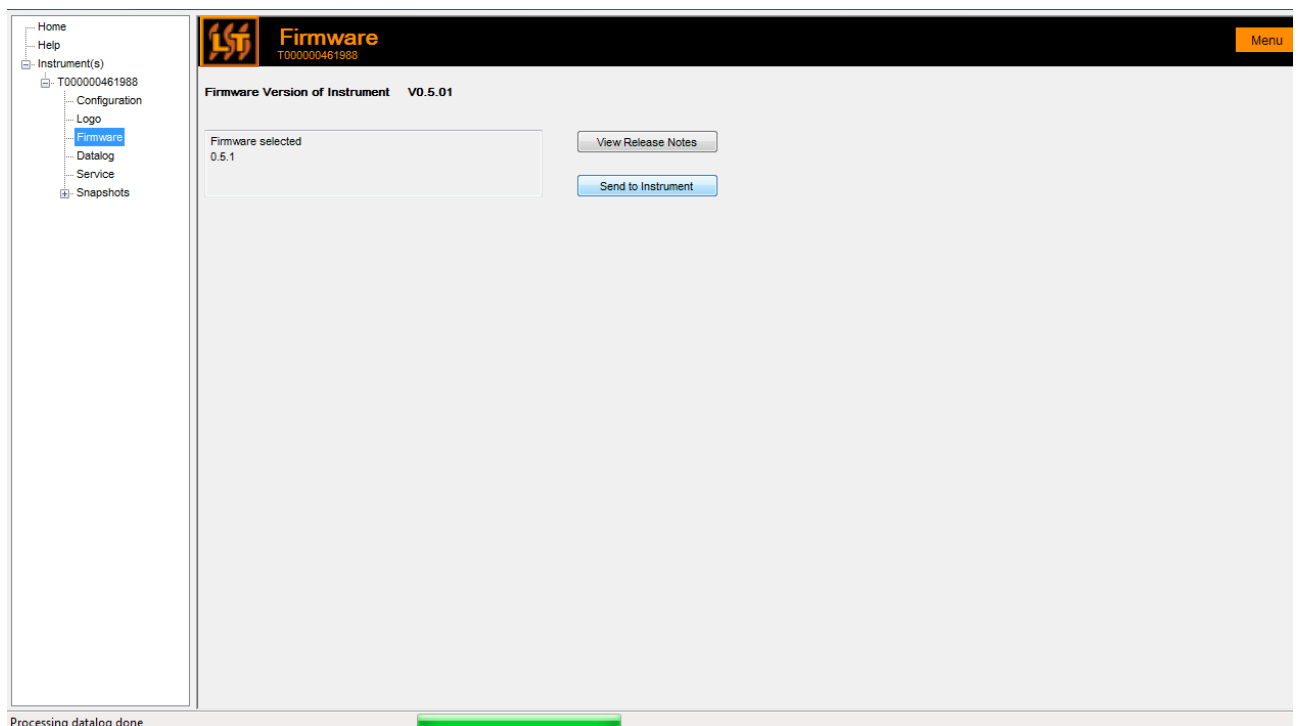 Home
Help
Instrument(s)
T000000461988
Configuration
Logo
Firmware
Datalog
Service
Snapshots
LST
Firmware
T000000461988
Menu
Firmware Version of Instrument V0.5.01
Firmware selected
0.5.1
View Release Notes
Send to Instrument
Processing datalog done